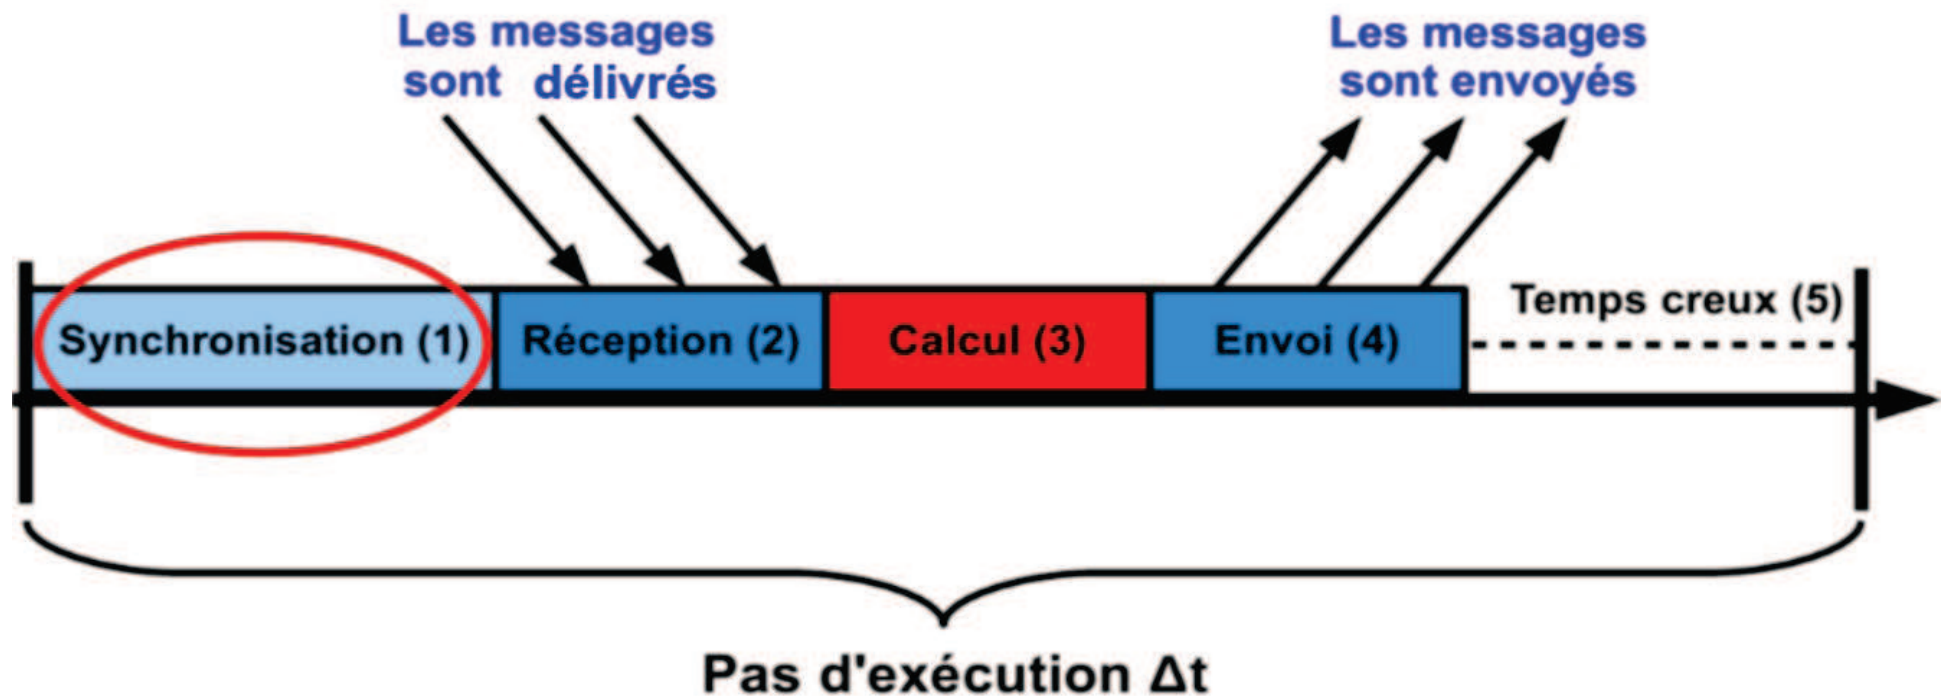 Les messages
sont délivrés
Les messages
sont envoyés
Temps creux (5)
Synchronisation (1)
Réception (2)
Calcul (3)
Envoi (4)
Pas d'exécution Δt